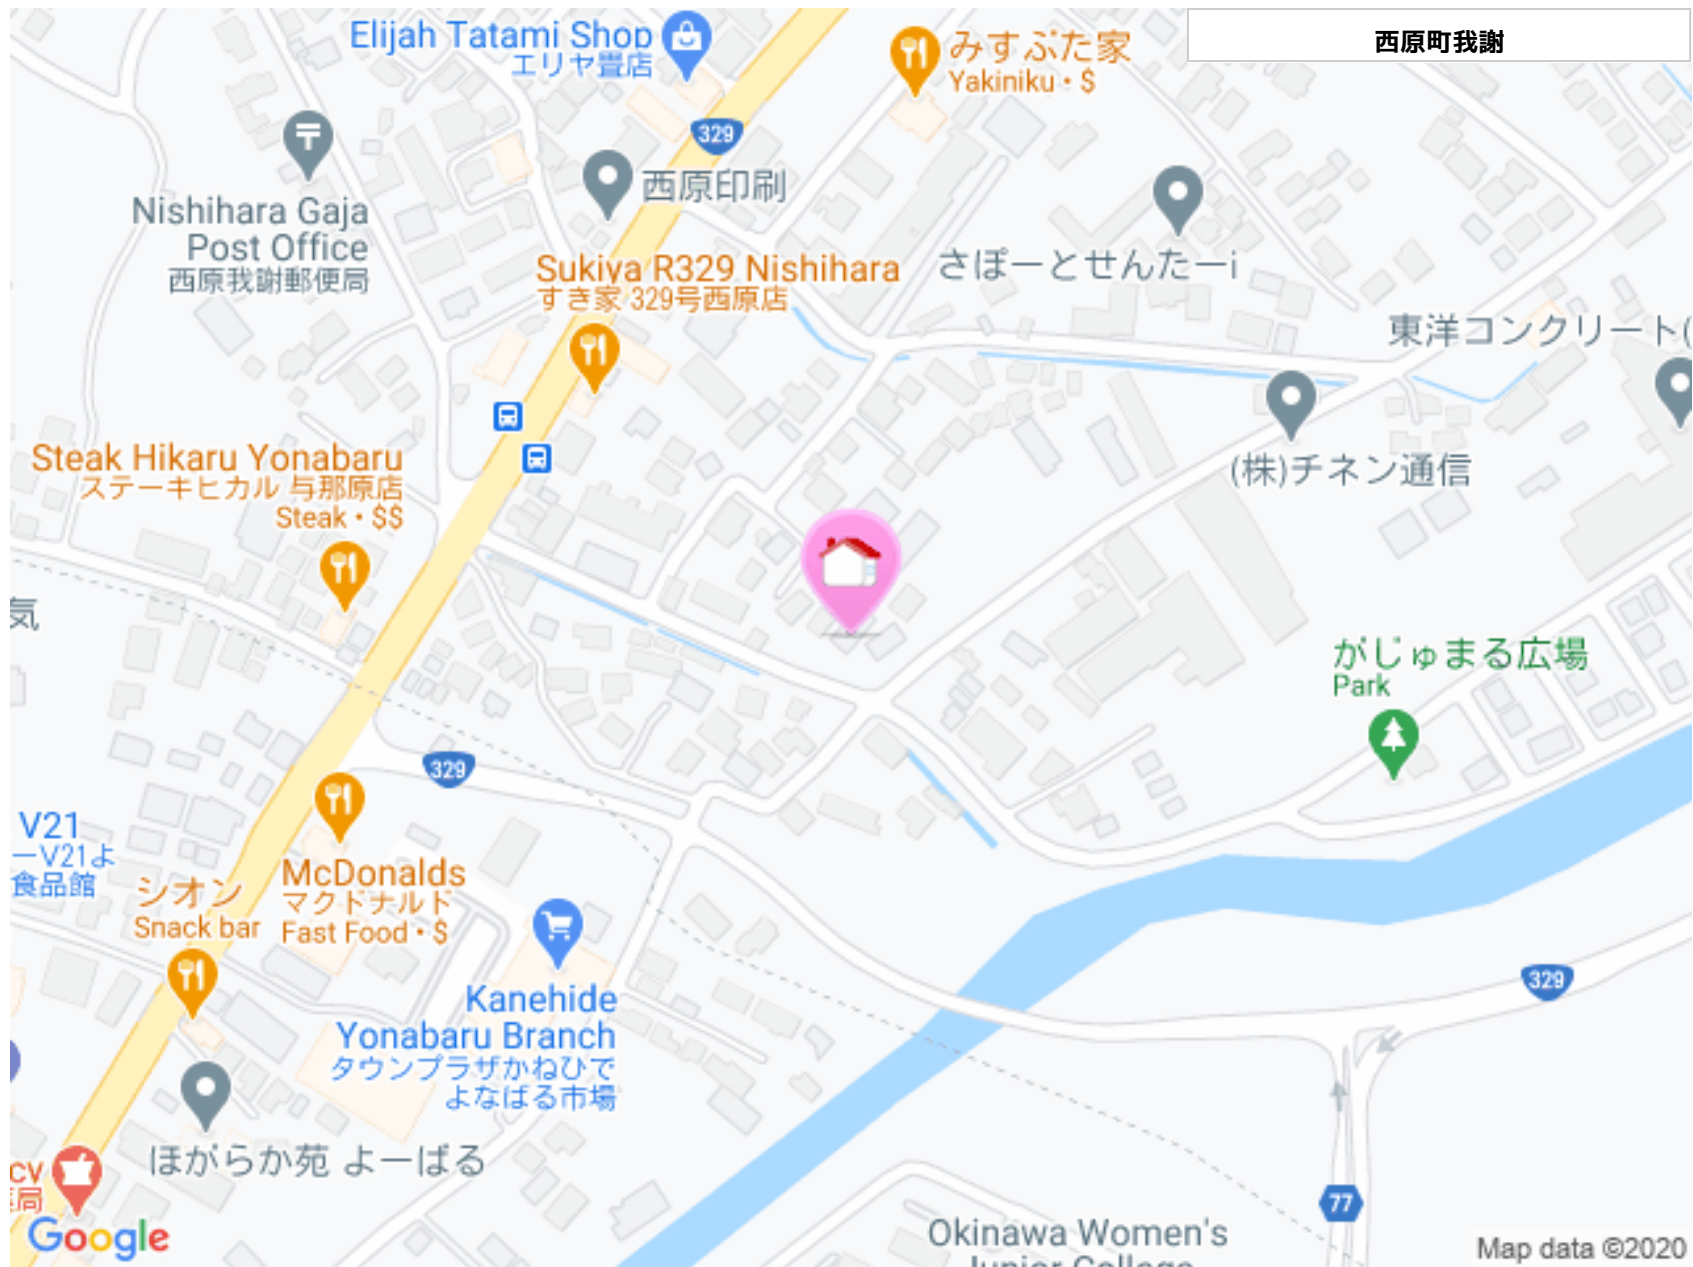 西原町我謝
Elijah Tatami Shop
エリヤ畳店
みすぶた家
Yakiniku • $
329
西原印刷
Nishihara Gaja
Post Office
西原我謝郵便局
Sukiya R329 Nishihara
すき家 329号西原店
さぽーとせんたーi
東洋コンクリート(
(株)チネン通信
Steak Hikaru Yonabaru
ステーキヒカル 与那原店
Steak • $$
気
がじゅまる広場
Park
329
V21
ーV21よ
食品館
McDonalds
マクドナルド
Fast Food • $
シオン
Snack bar
Kanehide
Yonabaru Branch
タウンプラザかねひで
よなばる市場
329
ほがらか苑 よーばる
CV
局
77
Okinawa Women's
Junior College
Google
Map data ©2020